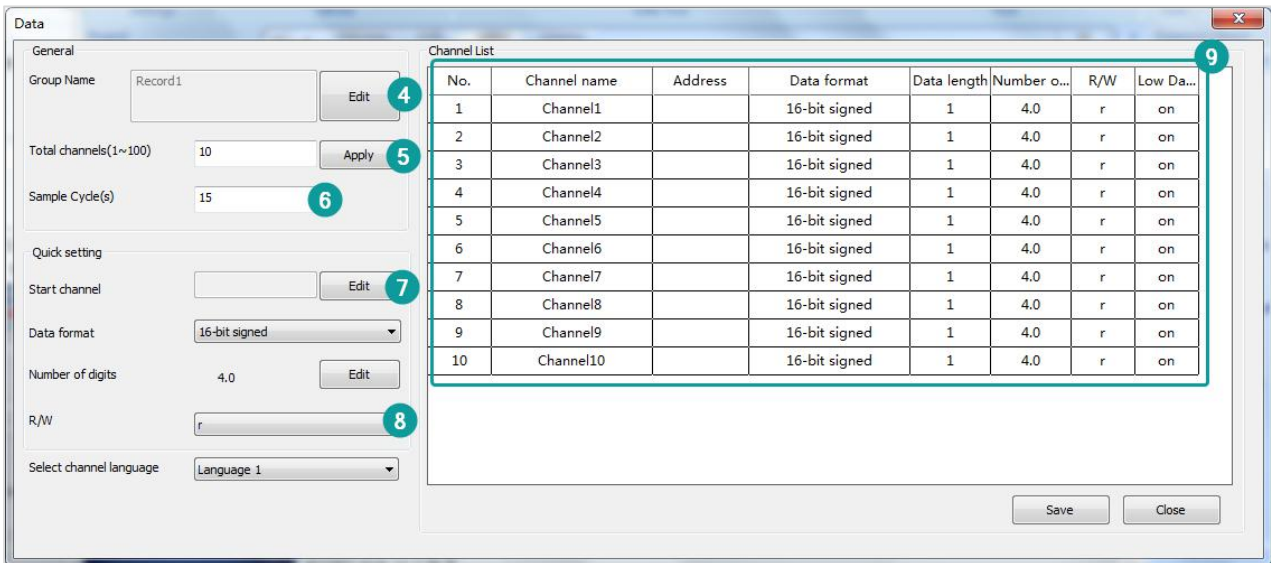 Data
General
Group Name
Record1
Edit
4
Total channels(1~100)
10
Apply
5
Sample Cycle(s)
15
6
Quick setting
Start channel
Edit
7
Data format
16-bit signed
Number of digits
4.0
Edit
R/W
r
8
Select channel language
Language 1
Channel List
9
No. Channel name Address Data format Data length Number o... R/W Low Da...
1 Channel1 16-bit signed 1 4.0 r on
2 Channel2 16-bit signed 1 4.0 r on
3 Channel3 16-bit signed 1 4.0 r on
4 Channel4 16-bit signed 1 4.0 r on
5 Channel5 16-bit signed 1 4.0 r on
6 Channel6 16-bit signed 1 4.0 r on
7 Channel7 16-bit signed 1 4.0 r on
8 Channel8 16-bit signed 1 4.0 r on
9 Channel9 16-bit signed 1 4.0 r on
10 Channel10 16-bit signed 1 4.0 r on
Save
Close